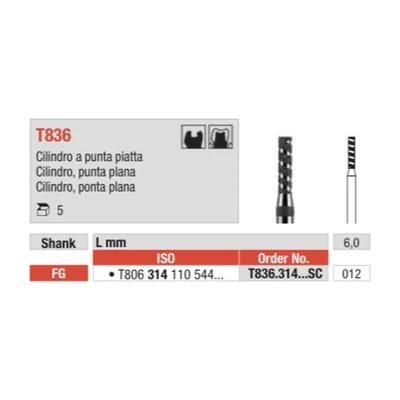 T836
Cilindro a punta piatta
Cilindro, punta plana
Cilindro, ponta plana
5
Shank L mm 6,0
ISO Order No.
FG • T806 314 110 544... T836.314...SC 012